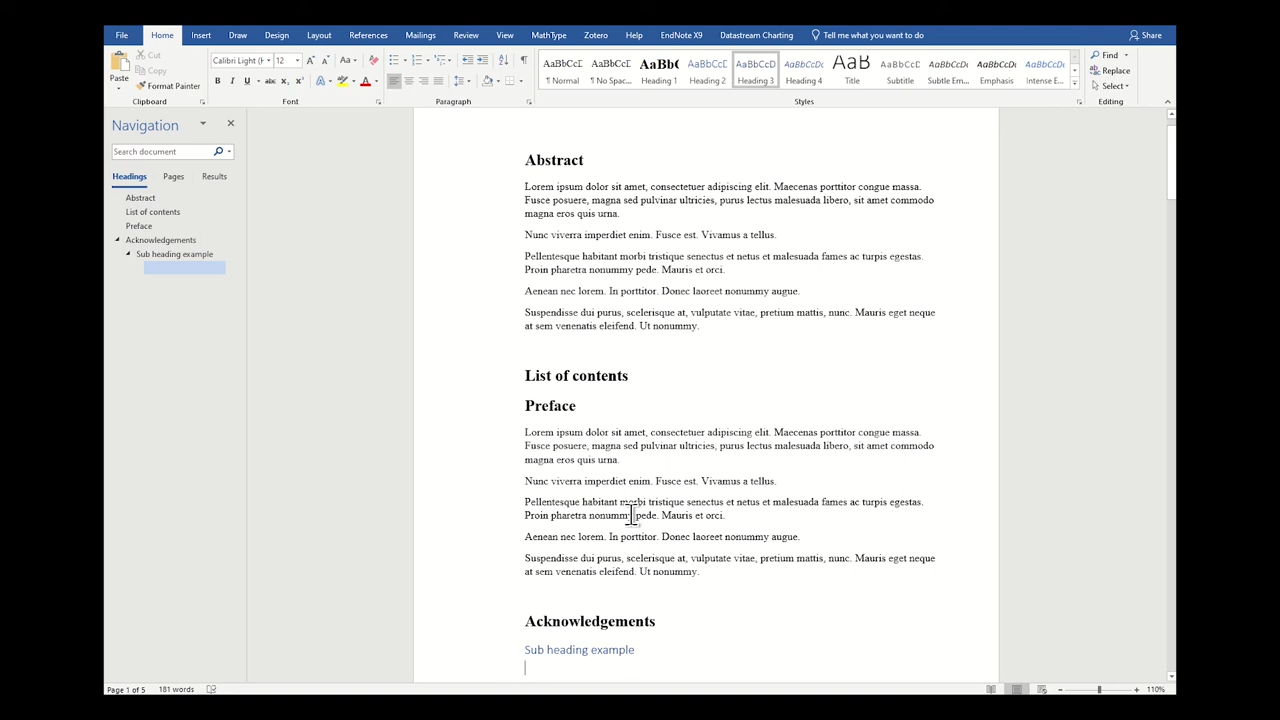 File Home Insert Draw Design Layout References Mailings Review View MathType Zotero Help EndNote X9 Datastream Charting Tell me what you want to do Share
Paste
Cut
Copy
Format Painter
Clipboard
Calibri Light (H 12
Font
Paragraph
AaBbCcDc AaBbCcDc AaBbC AaBbCcD AaBbCcD AaBbCcDc AaB AaBbCcD AaBbCcDc AaBbCcDc AaBbCcDc
¶ Normal ¶ No Spac... Heading 1 Heading 2 Heading 3 Heading 4 Title Subtitle Subtle Em... Emphasis Intense E...
Styles
Find
Replace
Select
Editing
Navigation
Search document
Headings Pages Results
Abstract
List of contents
Preface
Acknowledgements
Sub heading example
Abstract
Lorem ipsum dolor sit amet, consectetuer adipiscing elit. Maecenas porttitor congue massa.
Fusce posuere, magna sed pulvinar ultricies, purus lectus malesuada libero, sit amet commodo
magna eros quis urna.
Nunc viverra imperdiet enim. Fusce est. Vivamus a tellus.
Pellentesque habitant morbi tristique senectus et netus et malesuada fames ac turpis egestas.
Proin pharetra nonummy pede. Mauris et orci.
Aenean nec lorem. In porttitor. Donec laoreet nonummy augue.
Suspendisse dui purus, scelerisque at, vulputate vitae, pretium mattis, nunc. Mauris eget neque
at sem venenatis eleifend. Ut nonummy.
List of contents
Preface
Lorem ipsum dolor sit amet, consectetuer adipiscing elit. Maecenas porttitor congue massa.
Fusce posuere, magna sed pulvinar ultricies, purus lectus malesuada libero, sit amet commodo
magna eros quis urna.
Nunc viverra imperdiet enim. Fusce est. Vivamus a tellus.
Pellentesque habitant morbi tristique senectus et netus et malesuada fames ac turpis egestas.
Proin pharetra nonummy pede. Mauris et orci.
Aenean nec lorem. In porttitor. Donec laoreet nonummy augue.
Suspendisse dui purus, scelerisque at, vulputate vitae, pretium mattis, nunc. Mauris eget neque
at sem venenatis eleifend. Ut nonummy.
Acknowledgements
Sub heading example
Page 1 of 5 181 words 110%